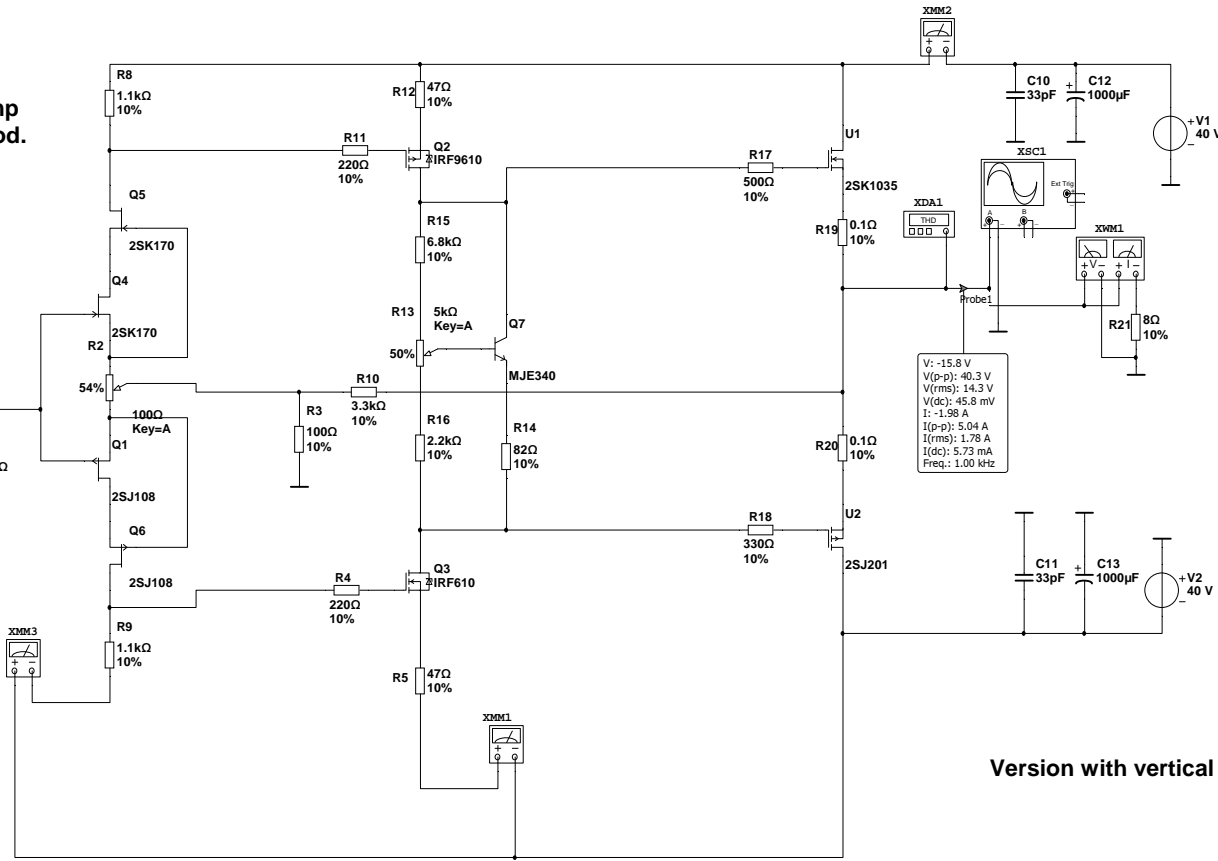 np
od.
R8
1.1kΩ
10%
R12
47Ω
10%
XMM2
+ −
C10
33pF
C12
+
1000µF
+
V1
40 V
−
R11
220Ω
10%
Q2
IRF9610
U1
2SK1035
R17
500Ω
10%
XSC1
Ext Trig
+
−
A
B
+ −
+ −
XDA1
THD
Q5
2SK170
R15
6.8kΩ
10%
R19
0.1Ω
10%
XWM1
+ V −
+ I −
Q4
2SK170
Probe1
R13
5kΩ
Key=A
50%
Q7
MJE340
R21
8Ω
10%
R2
54%
100Ω
Key=A
V: -15.8 V
V(p-p): 40.3 V
V(rms): 14.3 V
V(dc): 45.8 mV
I: -1.98 A
I(p-p): 5.04 A
I(rms): 1.78 A
I(dc): 5.73 mA
Freq.: 1.00 kHz
R10
3.3kΩ
10%
R3
100Ω
10%
R16
2.2kΩ
10%
R14
82Ω
10%
R20
0.1Ω
10%
Q1
2SJ108
Ω
Q6
2SJ108
R18
330Ω
10%
U2
2SJ201
C11
33pF
C13
+
1000µF
+
V2
40 V
−
Q3
IRF610
R4
220Ω
10%
XMM3
+ −
R9
1.1kΩ
10%
R5
47Ω
10%
XMM1
+ −
Version with vertical